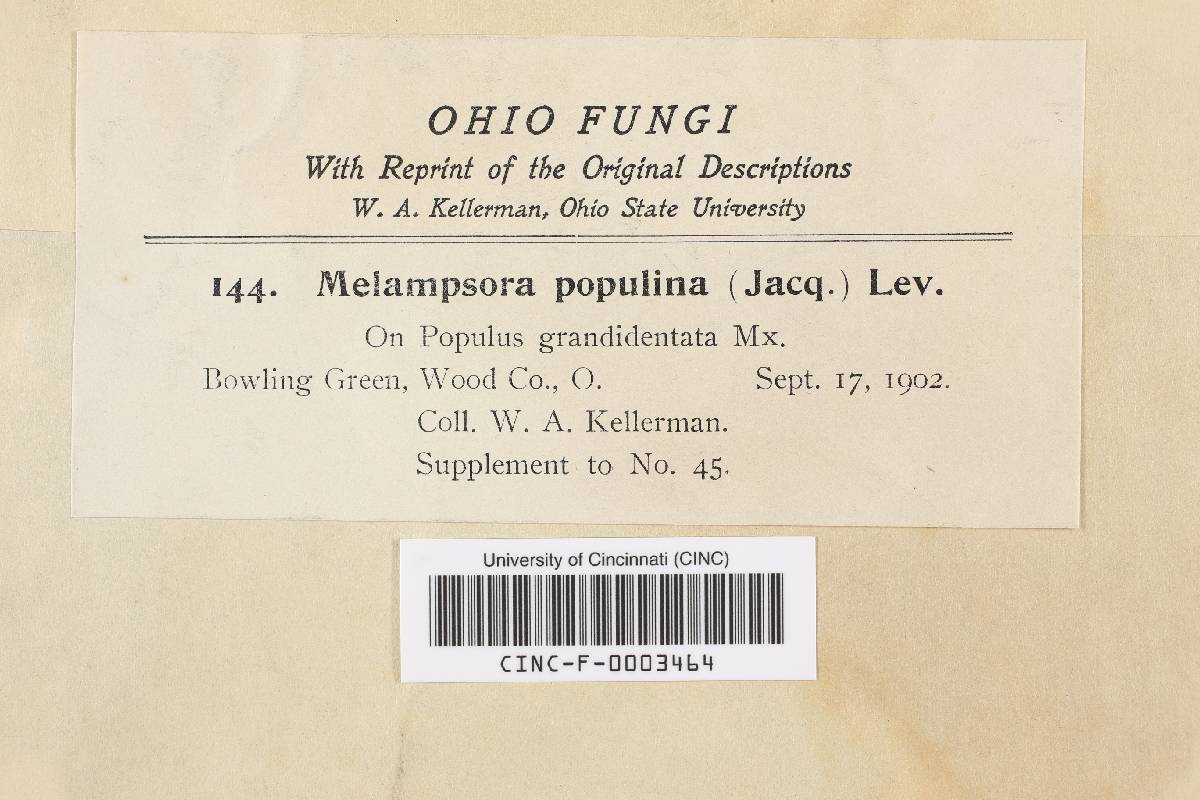 OHIO FUNGI
With Reprint of the Original Descriptions
W. A. Kellerman, Ohio State University
144. Melampsora populina (Jacq.) Lev.
On Populus grandidentata Mx.
Bowling Green, Wood Co., O. Sept. 17, 1902.
Coll. W. A. Kellerman.
Supplement to No. 45.
University of Cincinnati (CINC)
CINC-F-0003464